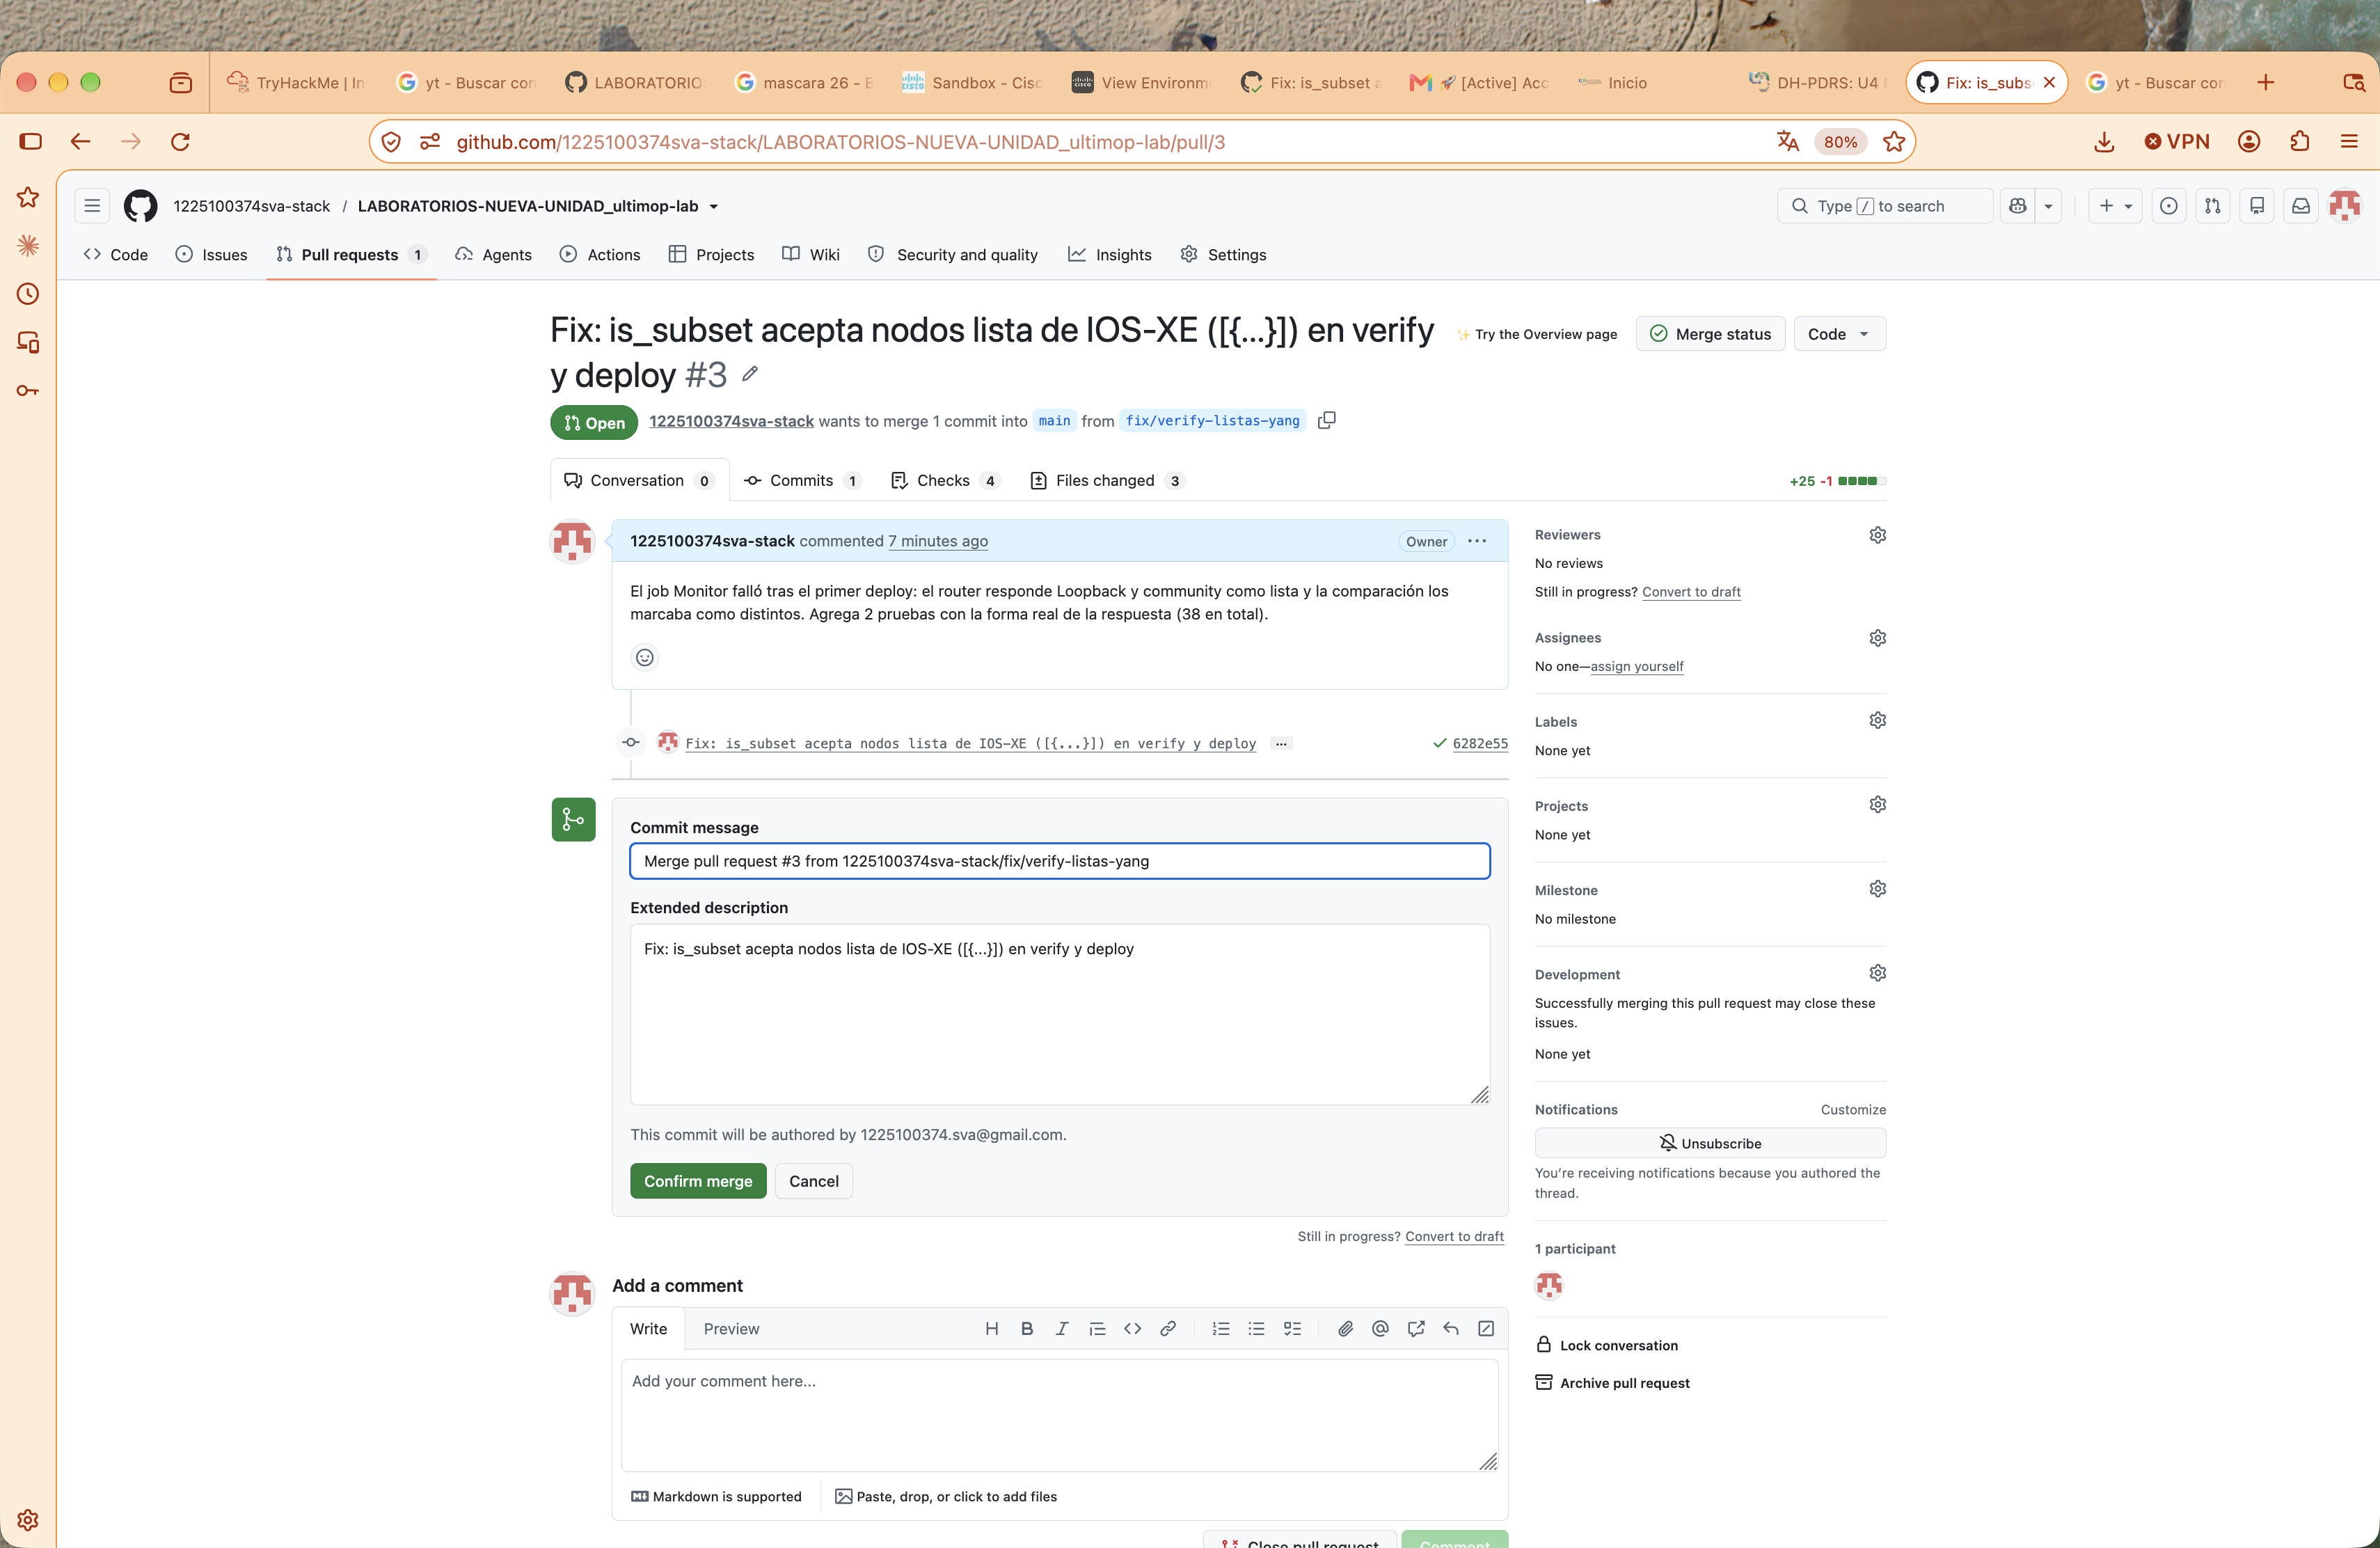 TryHackMe | In
yt - Buscar con
LABORATORIO
mascara 26 - B
Sandbox - Cisc
View Environm
Fix: is_subset a
[Active] Acc
Inicio
DH-PDRS: U4
Fix: is_subs
yt - Buscar con
github.com/1225100374sva-stack/LABORATORIOS-NUEVA-UNIDAD_ultimop-lab/pull/3
80%
VPN
1225100374sva-stack / LABORATORIOS-NUEVA-UNIDAD_ultimop-lab
Type / to search
Code
Issues
Pull requests 1
Agents
Actions
Projects
Wiki
Security and quality
Insights
Settings
Fix: is_subset acepta nodos lista de IOS-XE ([{...}]) en verify
y deploy #3
Try the Overview page
Merge status
Code
Open
1225100374sva-stack wants to merge 1 commit into main from fix/verify-listas-yang
Conversation 0
Commits 1
Checks 4
Files changed 3
+25 -1
1225100374sva-stack commented 7 minutes ago
Owner
El job Monitor falló tras el primer deploy: el router responde Loopback y community como lista y la comparación los
marcaba como distintos. Agrega 2 pruebas con la forma real de la respuesta (38 en total).
Fix: is_subset acepta nodos lista de IOS-XE ([{...}]) en verify y deploy ...
6282e55
Commit message
Merge pull request #3 from 1225100374sva-stack/fix/verify-listas-yang
Extended description
Fix: is_subset acepta nodos lista de IOS-XE ([{...}]) en verify y deploy
This commit will be authored by 1225100374.sva@gmail.com.
Confirm merge
Cancel
Still in progress? Convert to draft
Add a comment
Write
Preview
Add your comment here...
Markdown is supported
Paste, drop, or click to add files
Close pull request
Comment
Reviewers
No reviews
Still in progress? Convert to draft
Assignees
No one—assign yourself
Labels
None yet
Projects
None yet
Milestone
No milestone
Development
Successfully merging this pull request may close these
issues.
None yet
Notifications
Customize
Unsubscribe
You're receiving notifications because you authored the
thread.
1 participant
Lock conversation
Archive pull request